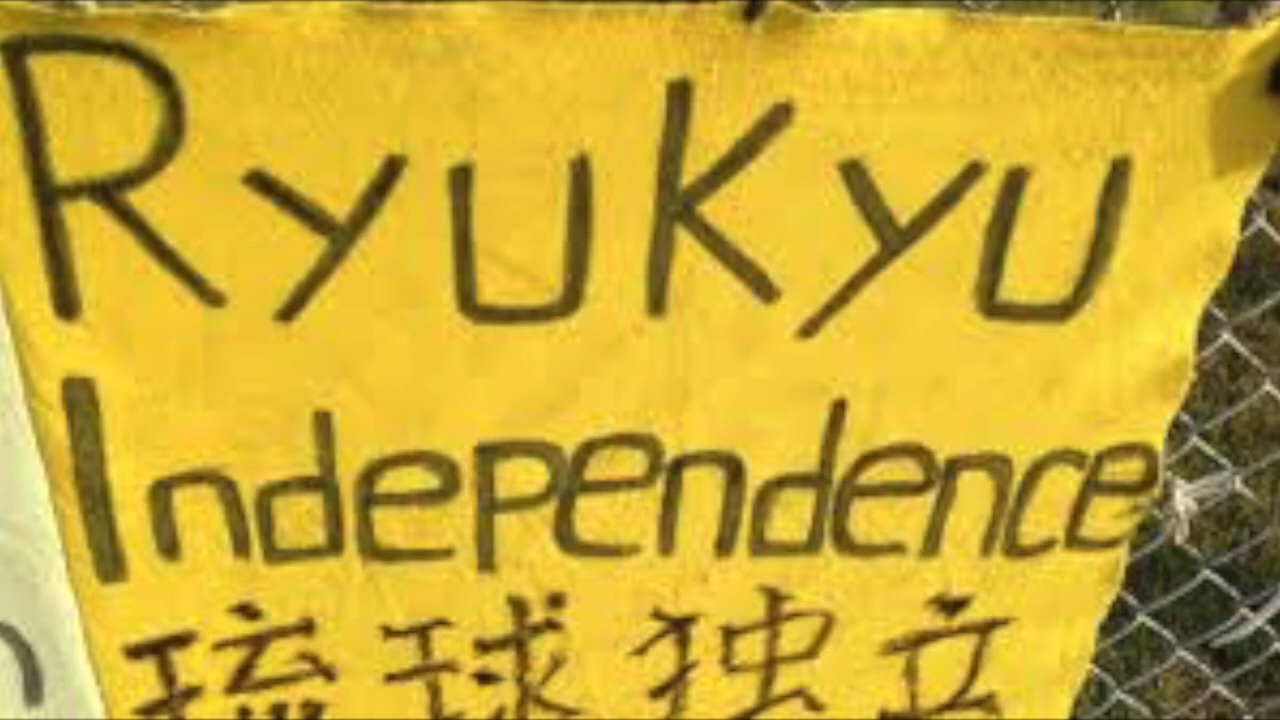 Ryukyu
Independence
琉球独立